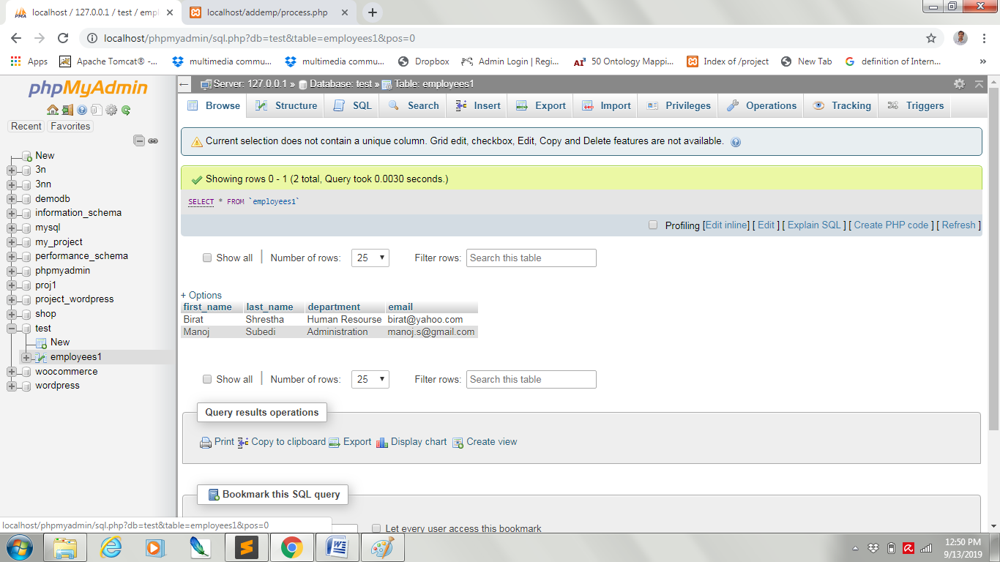 localhost / 127.0.0.1 / test / empl
localhost/addemp/process.php
localhost/phpmyadmin/sql.php?db=test&table=employees1&pos=0
Apps Apache Tomcat® -... multimedia commu... multimedia commu... Dropbox Admin Login | Regi... 50 Ontology Mappi... Index of /project New Tab definition of Intern... »
phpMyAdmin
Recent Favorites
New
3n
3nn
demodb
information_schema
mysql
my_project
performance_schema
phpmyadmin
proj1
project_wordpress
shop
test
New
employees1
woocommerce
wordpress
Server: 127.0.0.1 » Database: test » Table: employees1
Browse Structure SQL Search Insert Export Import Privileges Operations Tracking Triggers
Current selection does not contain a unique column. Grid edit, checkbox, Edit, Copy and Delete features are not available.
Showing rows 0 - 1 (2 total, Query took 0.0030 seconds.)
SELECT * FROM `employees1`
Profiling [Edit inline] [ Edit ] [ Explain SQL ] [ Create PHP code ] [ Refresh ]
Show all | Number of rows: 25 Filter rows: Search this table
+ Options
first_name last_name department email
Birat Shrestha Human Resourse birat@yahoo.com
Manoj Subedi Administration manoj.s@gmail.com
Show all | Number of rows: 25 Filter rows: Search this table
Query results operations
Print Copy to clipboard Export Display chart Create view
Bookmark this SQL query
Let every user access this bookmark
localhost/phpmyadmin/sql.php?db=test&table=employees1&pos=0
12:50 PM
9/13/2019